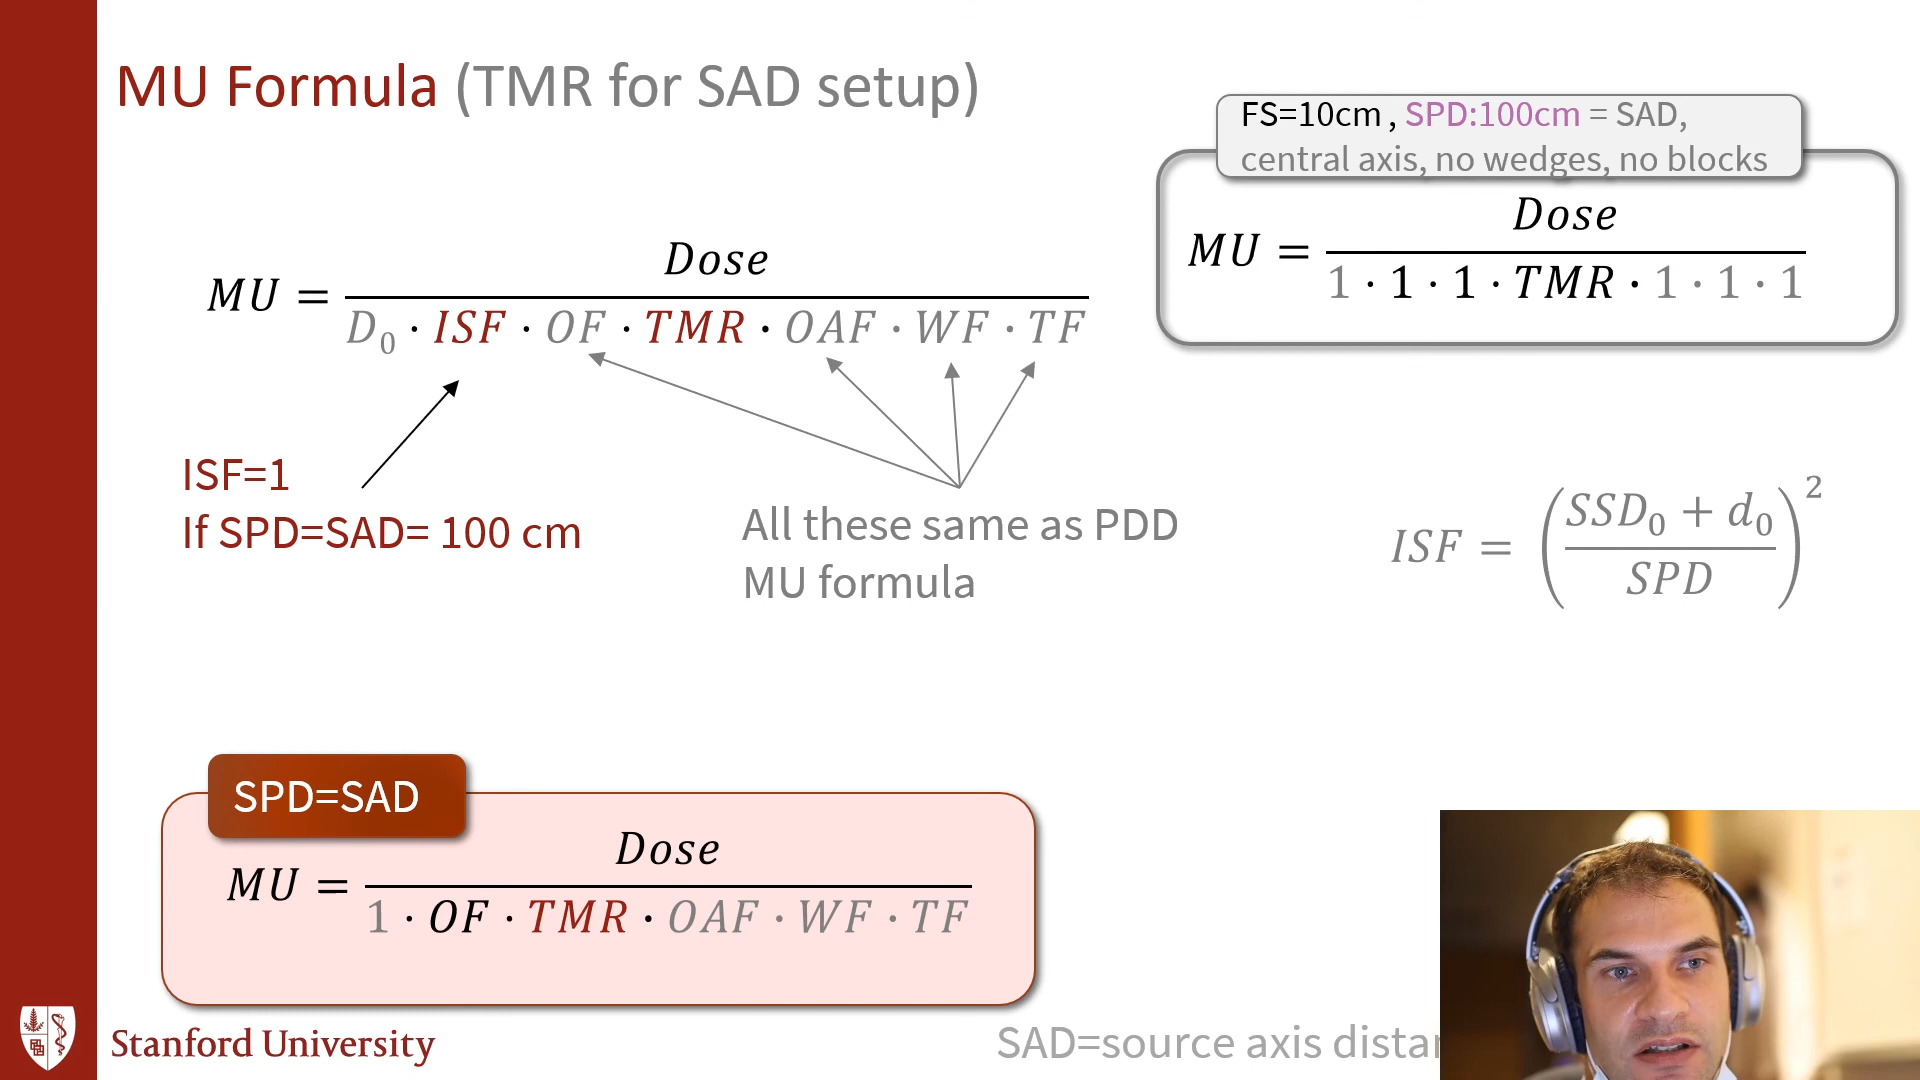 MU Formula (TMR for SAD setup)
FS=10cm , SPD:100cm = SAD,
central axis, no wedges, no blocks
MU = Dose / 1 · 1 · 1 · TMR · 1 · 1 · 1
MU = Dose / D₀ · ISF · OF · TMR · OAF · WF · TF
ISF=1
If SPD=SAD= 100 cm
All these same as PDD
MU formula
ISF = (SSD₀ + d₀ / SPD)²
SPD=SAD
MU = Dose / 1 · OF · TMR · OAF · WF · TF
Stanford University
SAD=source axis